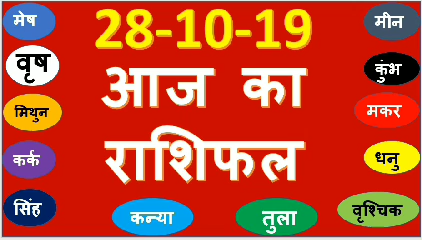 28-10-19
आज का
राशिफल
मेष
वृष
मिथुन
कर्क
सिंह
कन्या
तुला
वृश्चिक
धनु
मकर
कुंभ
मीन